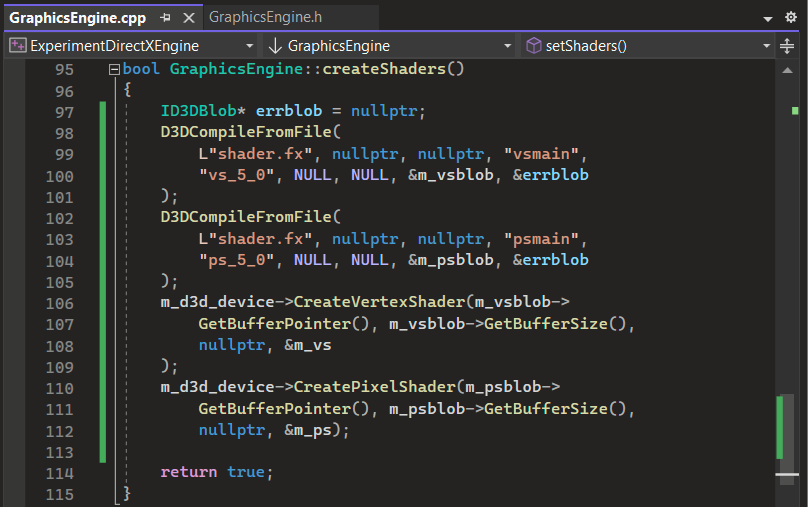 GraphicsEngine.cpp GraphicsEngine.h
ExperimentDirectXEngine GraphicsEngine setShaders()
95 bool GraphicsEngine::createShaders()
96 {
97 ID3DBlob* errblob = nullptr;
98 D3DCompileFromFile(
99 L"shader.fx", nullptr, nullptr, "vsmain",
100 "vs_5_0", NULL, NULL, &m_vsblob, &errblob
101 );
102 D3DCompileFromFile(
103 L"shader.fx", nullptr, nullptr, "psmain",
104 "ps_5_0", NULL, NULL, &m_psblob, &errblob
105 );
106 m_d3d_device->CreateVertexShader(m_vsblob->
107 GetBufferPointer(), m_vsblob->GetBufferSize(),
108 nullptr, &m_vs
109 );
110 m_d3d_device->CreatePixelShader(m_psblob->
111 GetBufferPointer(), m_psblob->GetBufferSize(),
112 nullptr, &m_ps);
113
114 return true;
115 }